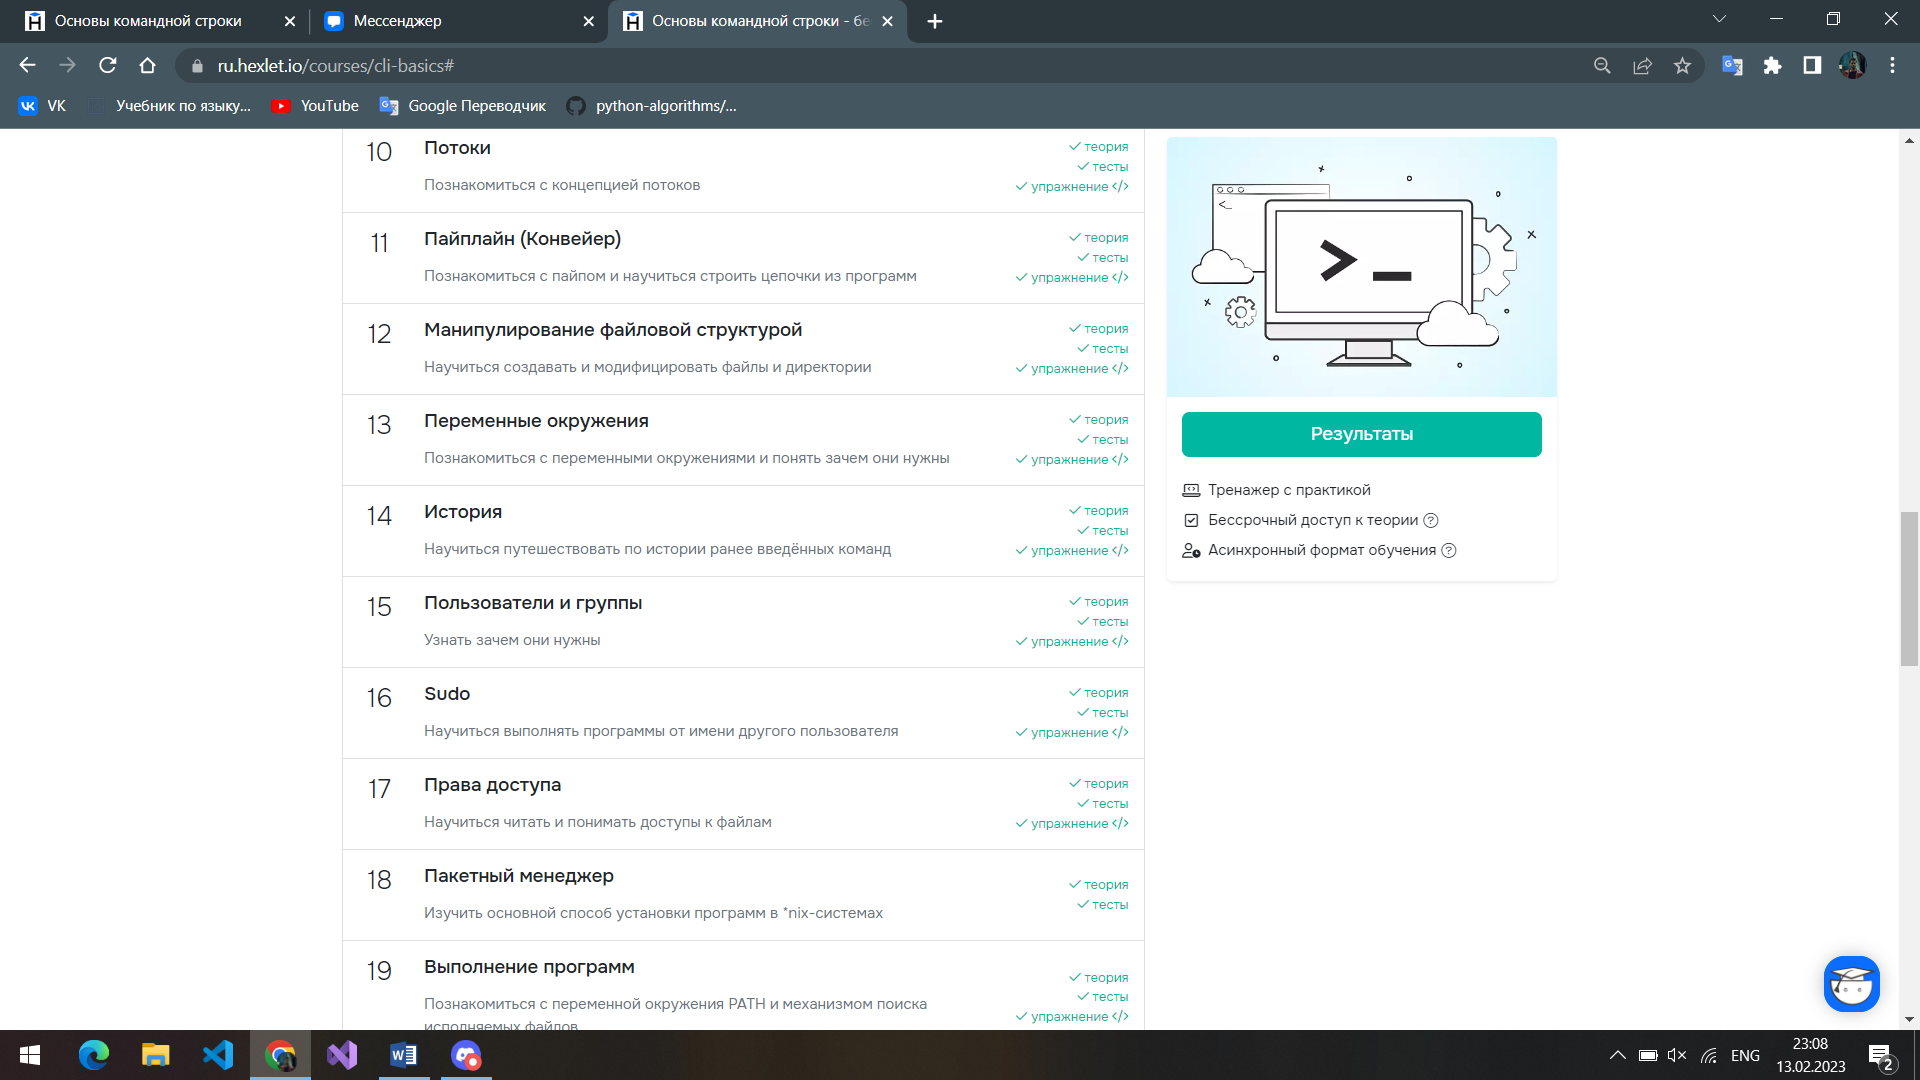 Основы командной строки
Мессенджер
Основы командной строки - бе
ru.hexlet.io/courses/cli-basics#
VK
Учебник по языку...
YouTube
Google Переводчик
python-algorithms/...
10
Потоки
Познакомиться с концепцией потоков
теория
тесты
упражнение </>
11
Пайплайн (Конвейер)
Познакомиться с пайпом и научиться строить цепочки из программ
теория
тесты
упражнение </>
12
Манипулирование файловой структурой
Научиться создавать и модифицировать файлы и директории
теория
тесты
упражнение </>
13
Переменные окружения
Познакомиться с переменными окружениями и понять зачем они нужны
теория
тесты
упражнение </>
14
История
Научиться путешествовать по истории ранее введённых команд
теория
тесты
упражнение </>
15
Пользователи и группы
Узнать зачем они нужны
теория
тесты
упражнение </>
16
Sudo
Научиться выполнять программы от имени другого пользователя
теория
тесты
упражнение </>
17
Права доступа
Научиться читать и понимать доступы к файлам
теория
тесты
упражнение </>
18
Пакетный менеджер
Изучить основной способ установки программ в *nix-системах
теория
тесты
19
Выполнение программ
Познакомиться с переменной окружения PATH и механизмом поиска
исполняемых файлов
теория
тесты
упражнение </>
<_
>_
Результаты
Тренажер с практикой
Бессрочный доступ к теории ?
Асинхронный формат обучения ?
ENG
23:08
13.02.2023
2